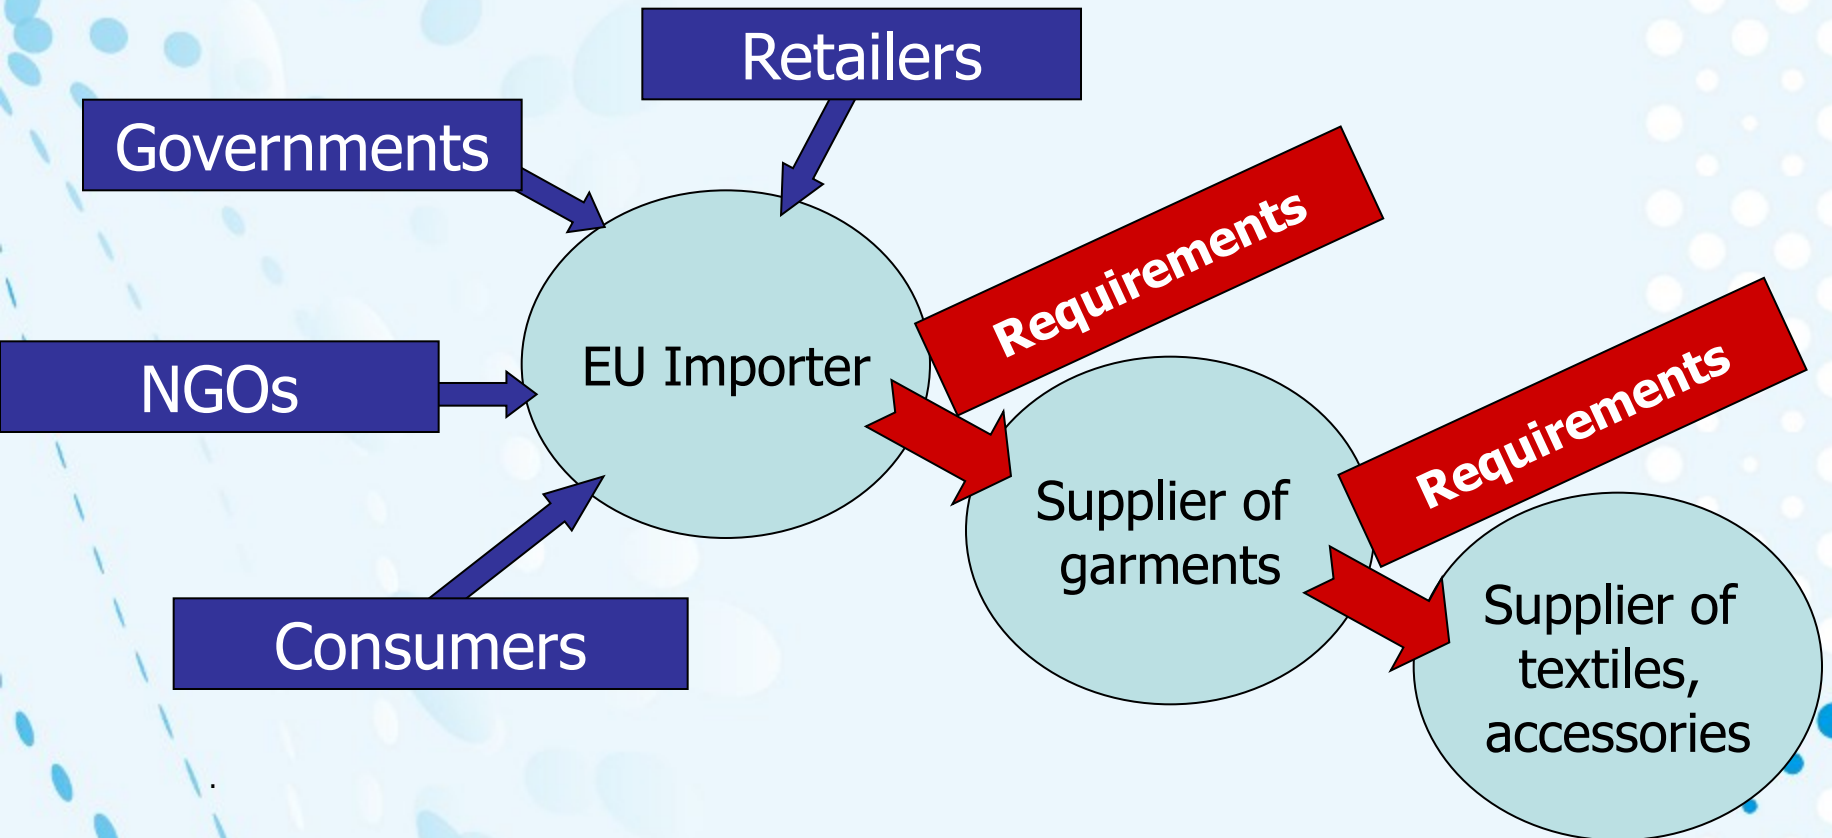 Retailers
Governments
Requirements
EU Importer
NGOs
Requirements
Supplier of
garments
Supplier of
textiles,
accessories
Consumers
.